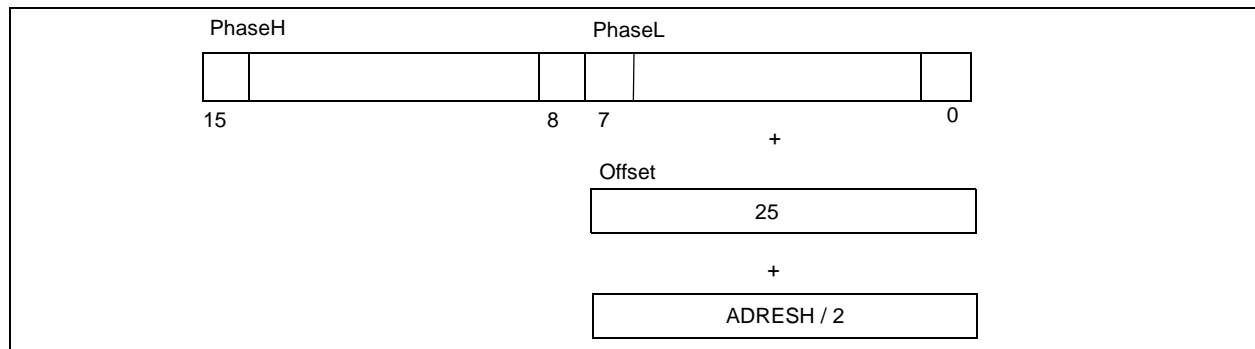 PhaseH PhaseL
15 8 7 0
+
Offset
25
+
ADRESH / 2